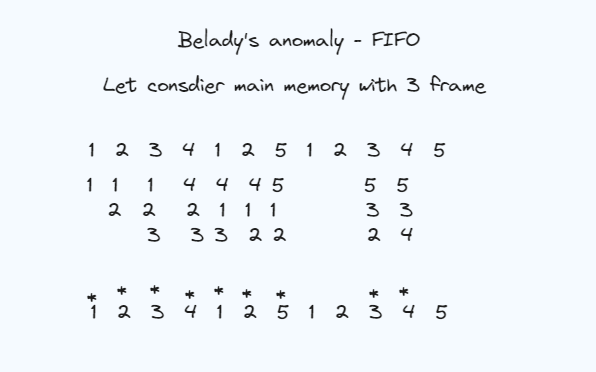 Belady's anomaly - FIFO
Let consdier main memory with 3 frame
1 2 3 4 1 2 5 1 2 3 4 5
1 1 1 4 4 4 5 5 5
2 2 2 1 1 1 3 3
3 3 3 2 2 2 4
* * * * * * * * *
1 2 3 4 1 2 5 1 2 3 4 5